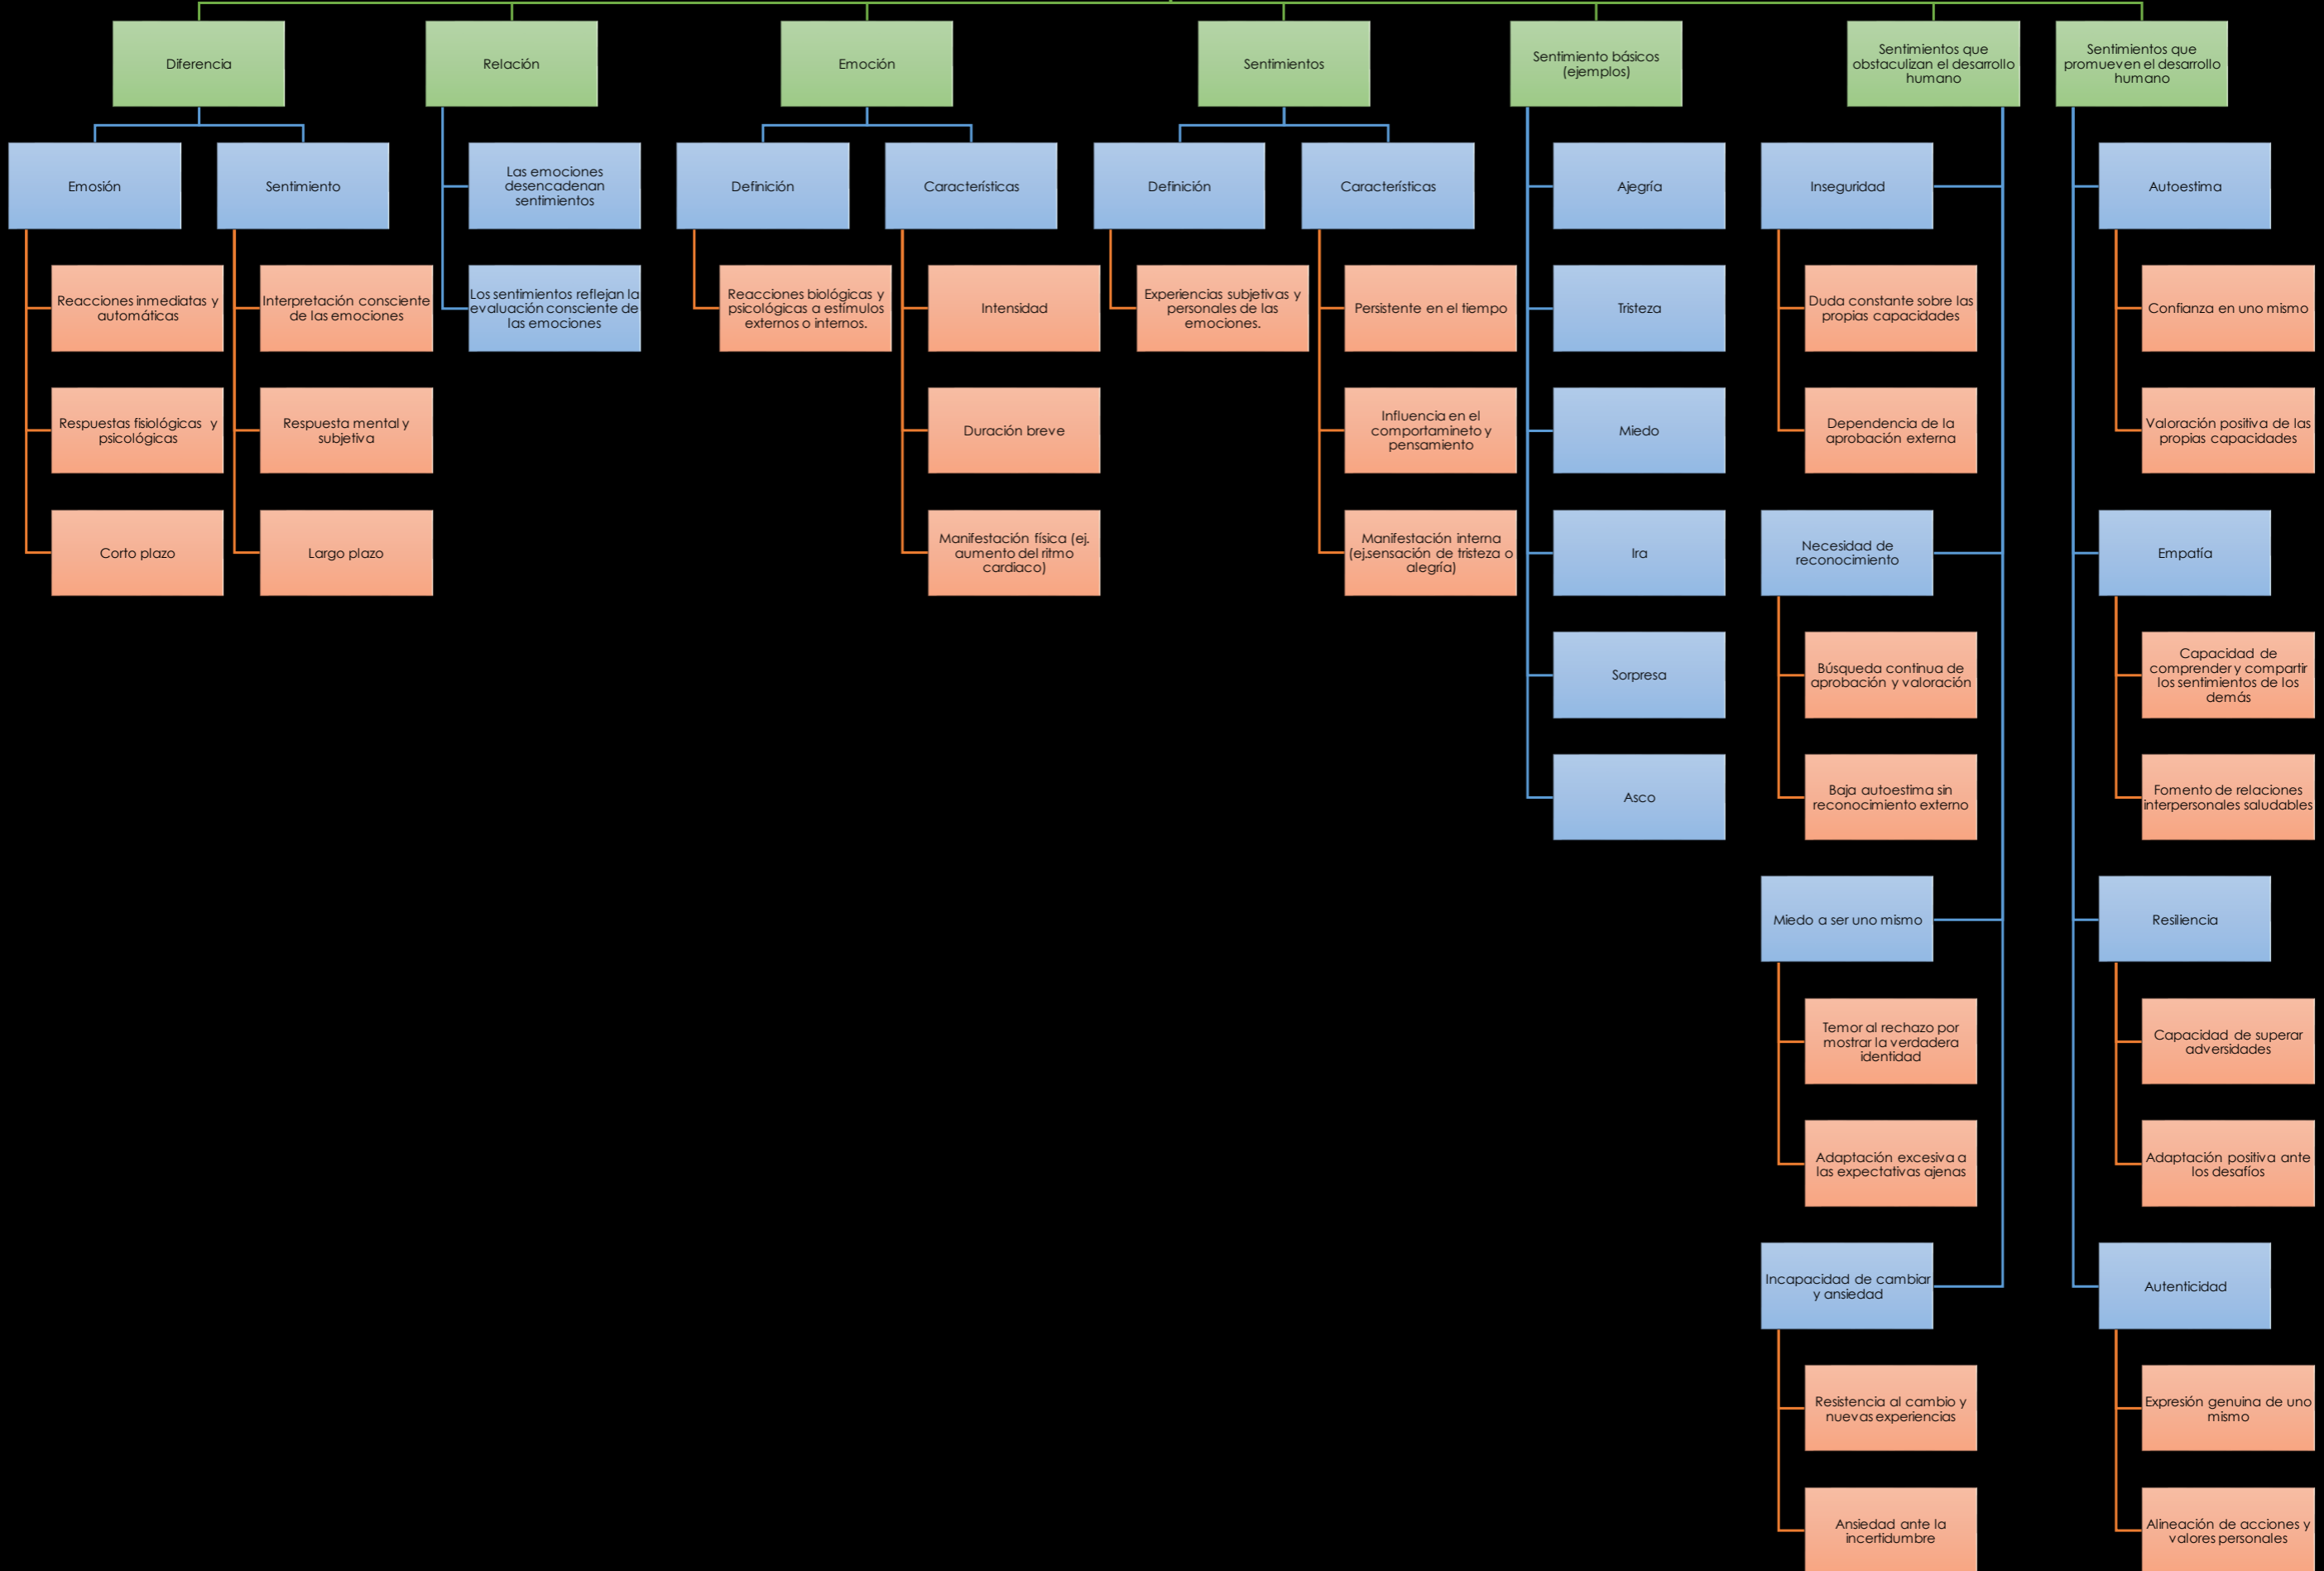 Diferencia
Emosión
Reacciones inmediatas y
automáticas
Respuestas fisiológicas y
psicológicas
Corto plazo
Sentimiento
Interpretación consciente
de las emociones
Respuesta mental y
subjetiva
Largo plazo
Relación
Las emociones
desencadenan
sentimientos
Los sentimientos reflejan la
evaluación consciente de
las emociones
Emoción
Definición
Reacciones biológicas y
psicológicas a estímulos
externos o internos.
Características
Intensidad
Duración breve
Manifestación física (ej.
aumento del ritmo
cardiaco)
Sentimientos
Definición
Experiencias subjetivas y
personales de las
emociones.
Características
Persistente en el tiempo
Influencia en el
comportamineto y
pensamiento
Manifestación interna
(ej.sensación de tristeza o
alegría)
Sentimiento básicos
(ejemplos)
Ajegría
Tristeza
Miedo
Ira
Sorpresa
Asco
Sentimientos que
obstaculizan el desarrollo
humano
Inseguridad
Duda constante sobre las
propias capacidades
Dependencia de la
aprobación externa
Necesidad de
reconocimiento
Búsqueda continua de
aprobación y valoración
Baja autoestima sin
reconocimiento externo
Miedo a ser uno mismo
Temor al rechazo por
mostrar la verdadera
identidad
Adaptación excesiva a
las expectativas ajenas
Incapacidad de cambiar
y ansiedad
Resistencia al cambio y
nuevas experiencias
Ansiedad ante la
incertidumbre
Sentimientos que
promueven el desarrollo
humano
Autoestima
Confianza en uno mismo
Valoración positiva de las
propias capacidades
Empatía
Capacidad de
comprender y compartir
los sentimientos de los
demás
Fomento de relaciones
interpersonales saludables
Resiliencia
Capacidad de superar
adversidades
Adaptación positiva ante
los desafíos
Autenticidad
Expresión genuina de uno
mismo
Alineación de acciones y
valores personales